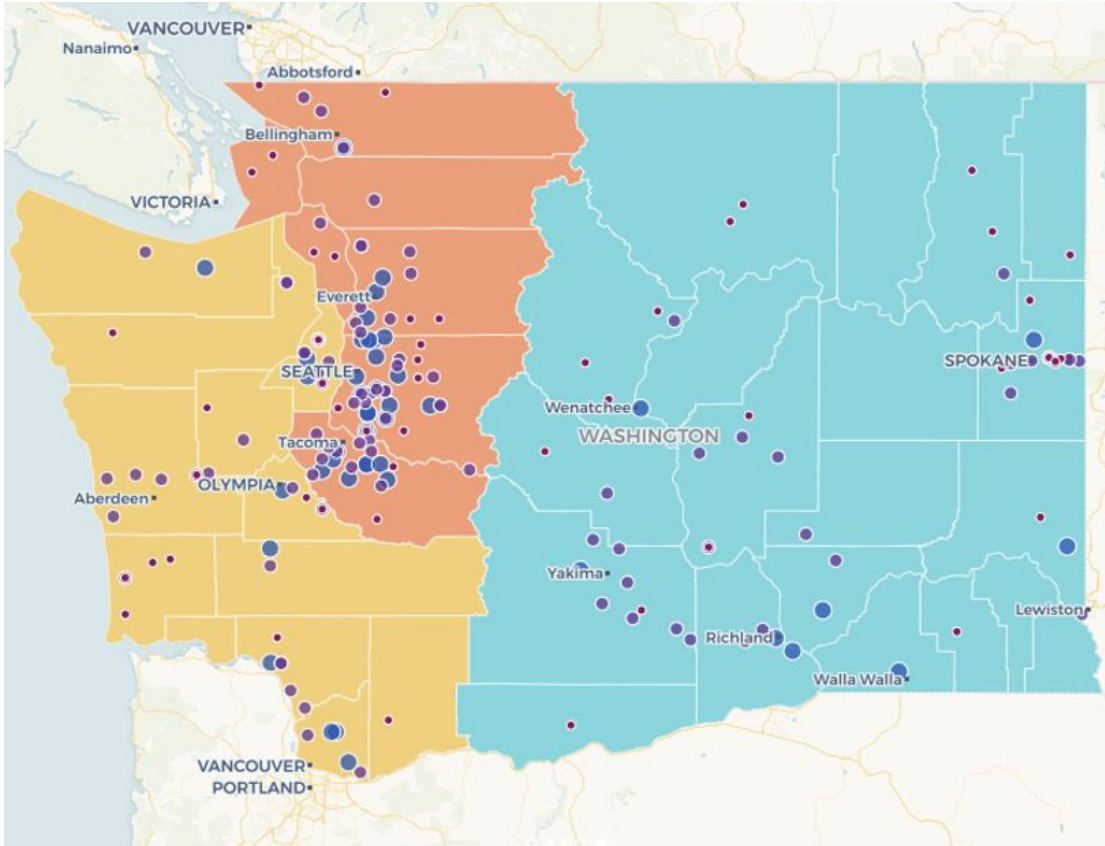 VANCOUVER
Nanaimo
Abbotsford
Bellingham
VICTORIA
Everett
SEATTLE
SPOKANE
Wenatchee
WASHINGTON
Tacoma
OLYMPIA
Aberdeen
Yakima
Lewiston
Richland
Walla Walla
VANCOUVER
PORTLAND